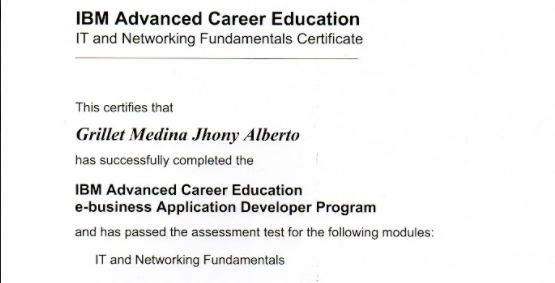 IBM Advanced Career Education
IT and Networking Fundamentals Certificate
This certifies that
Grillet Medina Jhony Alberto
has successfully completed the
IBM Advanced Career Education
e-business Application Developer Program
and has passed the assessment test for the following modules:
IT and Networking Fundamentals